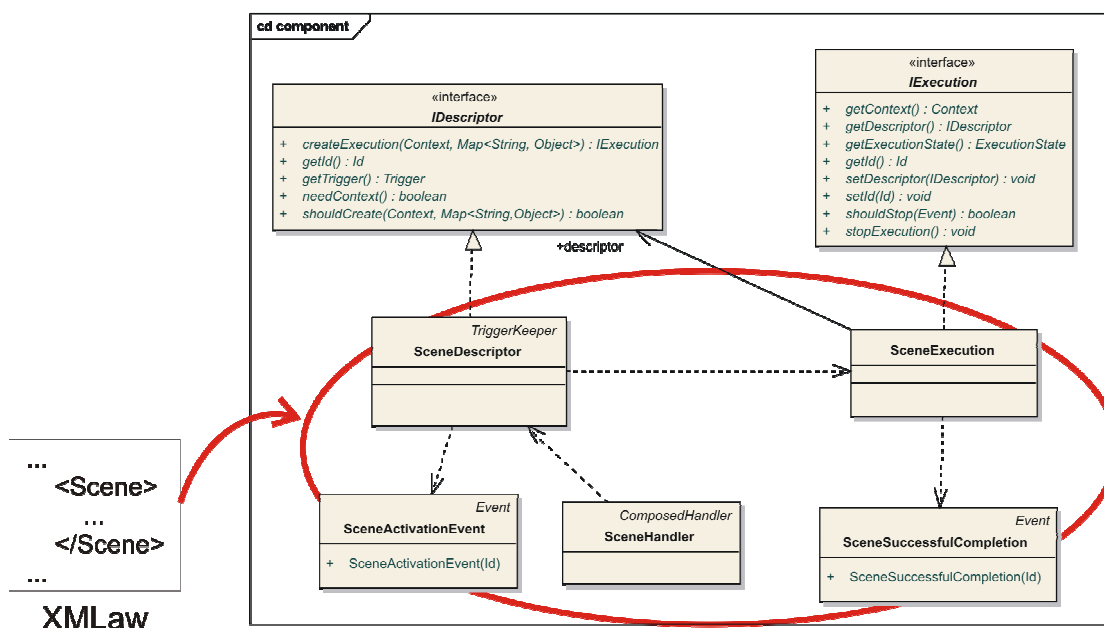 cd component
«interface»
IDescriptor
+ createExecution(Context, Map<String, Object>) : IExecution
+ getId() : Id
+ getTrigger() : Trigger
+ needContext() : boolean
+ shouldCreate(Context, Map<String,Object>) : boolean
«interface»
IExecution
+ getContext() : Context
+ getDescriptor() : IDescriptor
+ getExecutionState() : ExecutionState
+ getId() : Id
+ setDescriptor(IDescriptor) : void
+ setId(Id) : void
+ shouldStop(Event) : boolean
+ stopExecution() : void
+descriptor
TriggerKeeper
SceneDescriptor
SceneExecution
...
<Scene>
...
</Scene>
...
XMLaw
Event
SceneActivationEvent
+ SceneActivationEvent(Id)
ComposedHandler
SceneHandler
Event
SceneSuccessfulCompletion
+ SceneSuccessfulCompletion(Id)